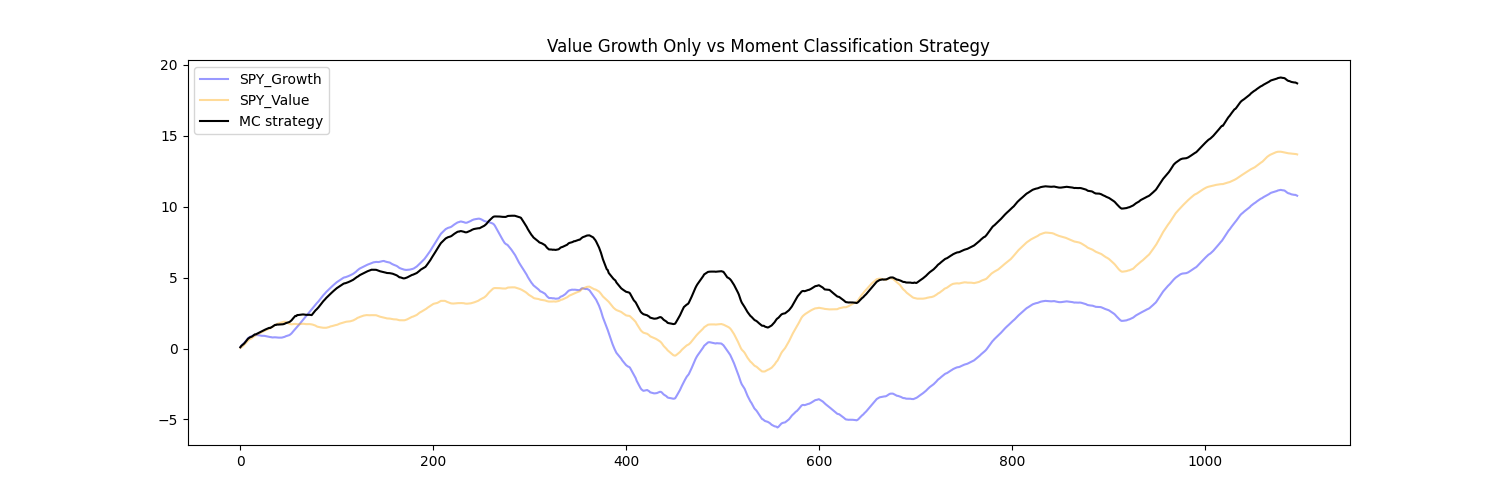 Value Growth Only vs Moment Classification Strategy
SPY_Growth
SPY_Value
MC strategy
20
15
10
5
0
−5
0 200 400 600 800 1000